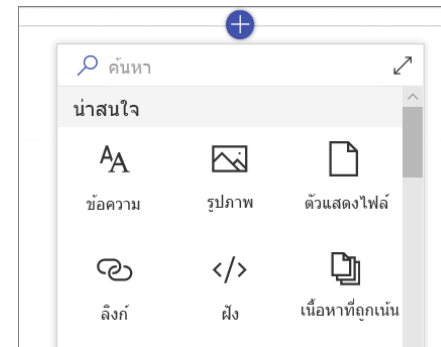 ค้นหา
น่าสนใจ
ข้อความ
รูปภาพ
ตัวแสดงไฟล์
ลิงก์
ฝัง
เนื้อหาที่ถูกเน้น